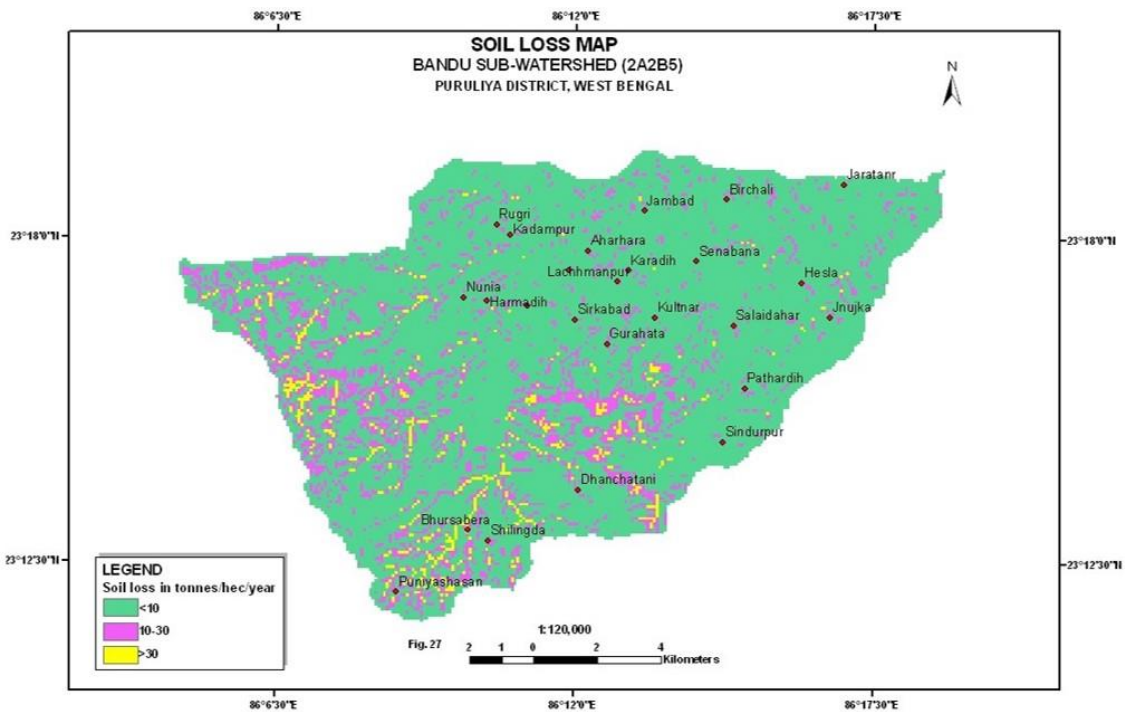 86°6'30"E 86°12'0"E 86°17'30"E
SOIL LOSS MAP
BANDU SUB-WATERSHED (2A2B5)
PURULIYA DISTRICT, WEST BENGAL
N
Jaratanr
Birchali
Jambad
Rugri
Kadampur
23°18'0"N 23°18'0"N
Aharhara
Senabana
Karadih
Lachhmanpur
Hesla
Nunia
Harmadih
Sirkabad
Kultnar
Jnujka
Salaidahar
Gurahata
Pathardih
Sindurpur
Dhanchatani
Bhursabera
Shilingda
23°12'30"N 23°12'30"N
Puniyashasan
LEGEND
Soil loss in tonnes/hec/year
<10
10-30
>30
1:120,000
Fig. 27
2 1 0 2 4
Kilometers
86°6'30"E 86°12'0"E 86°17'30"E